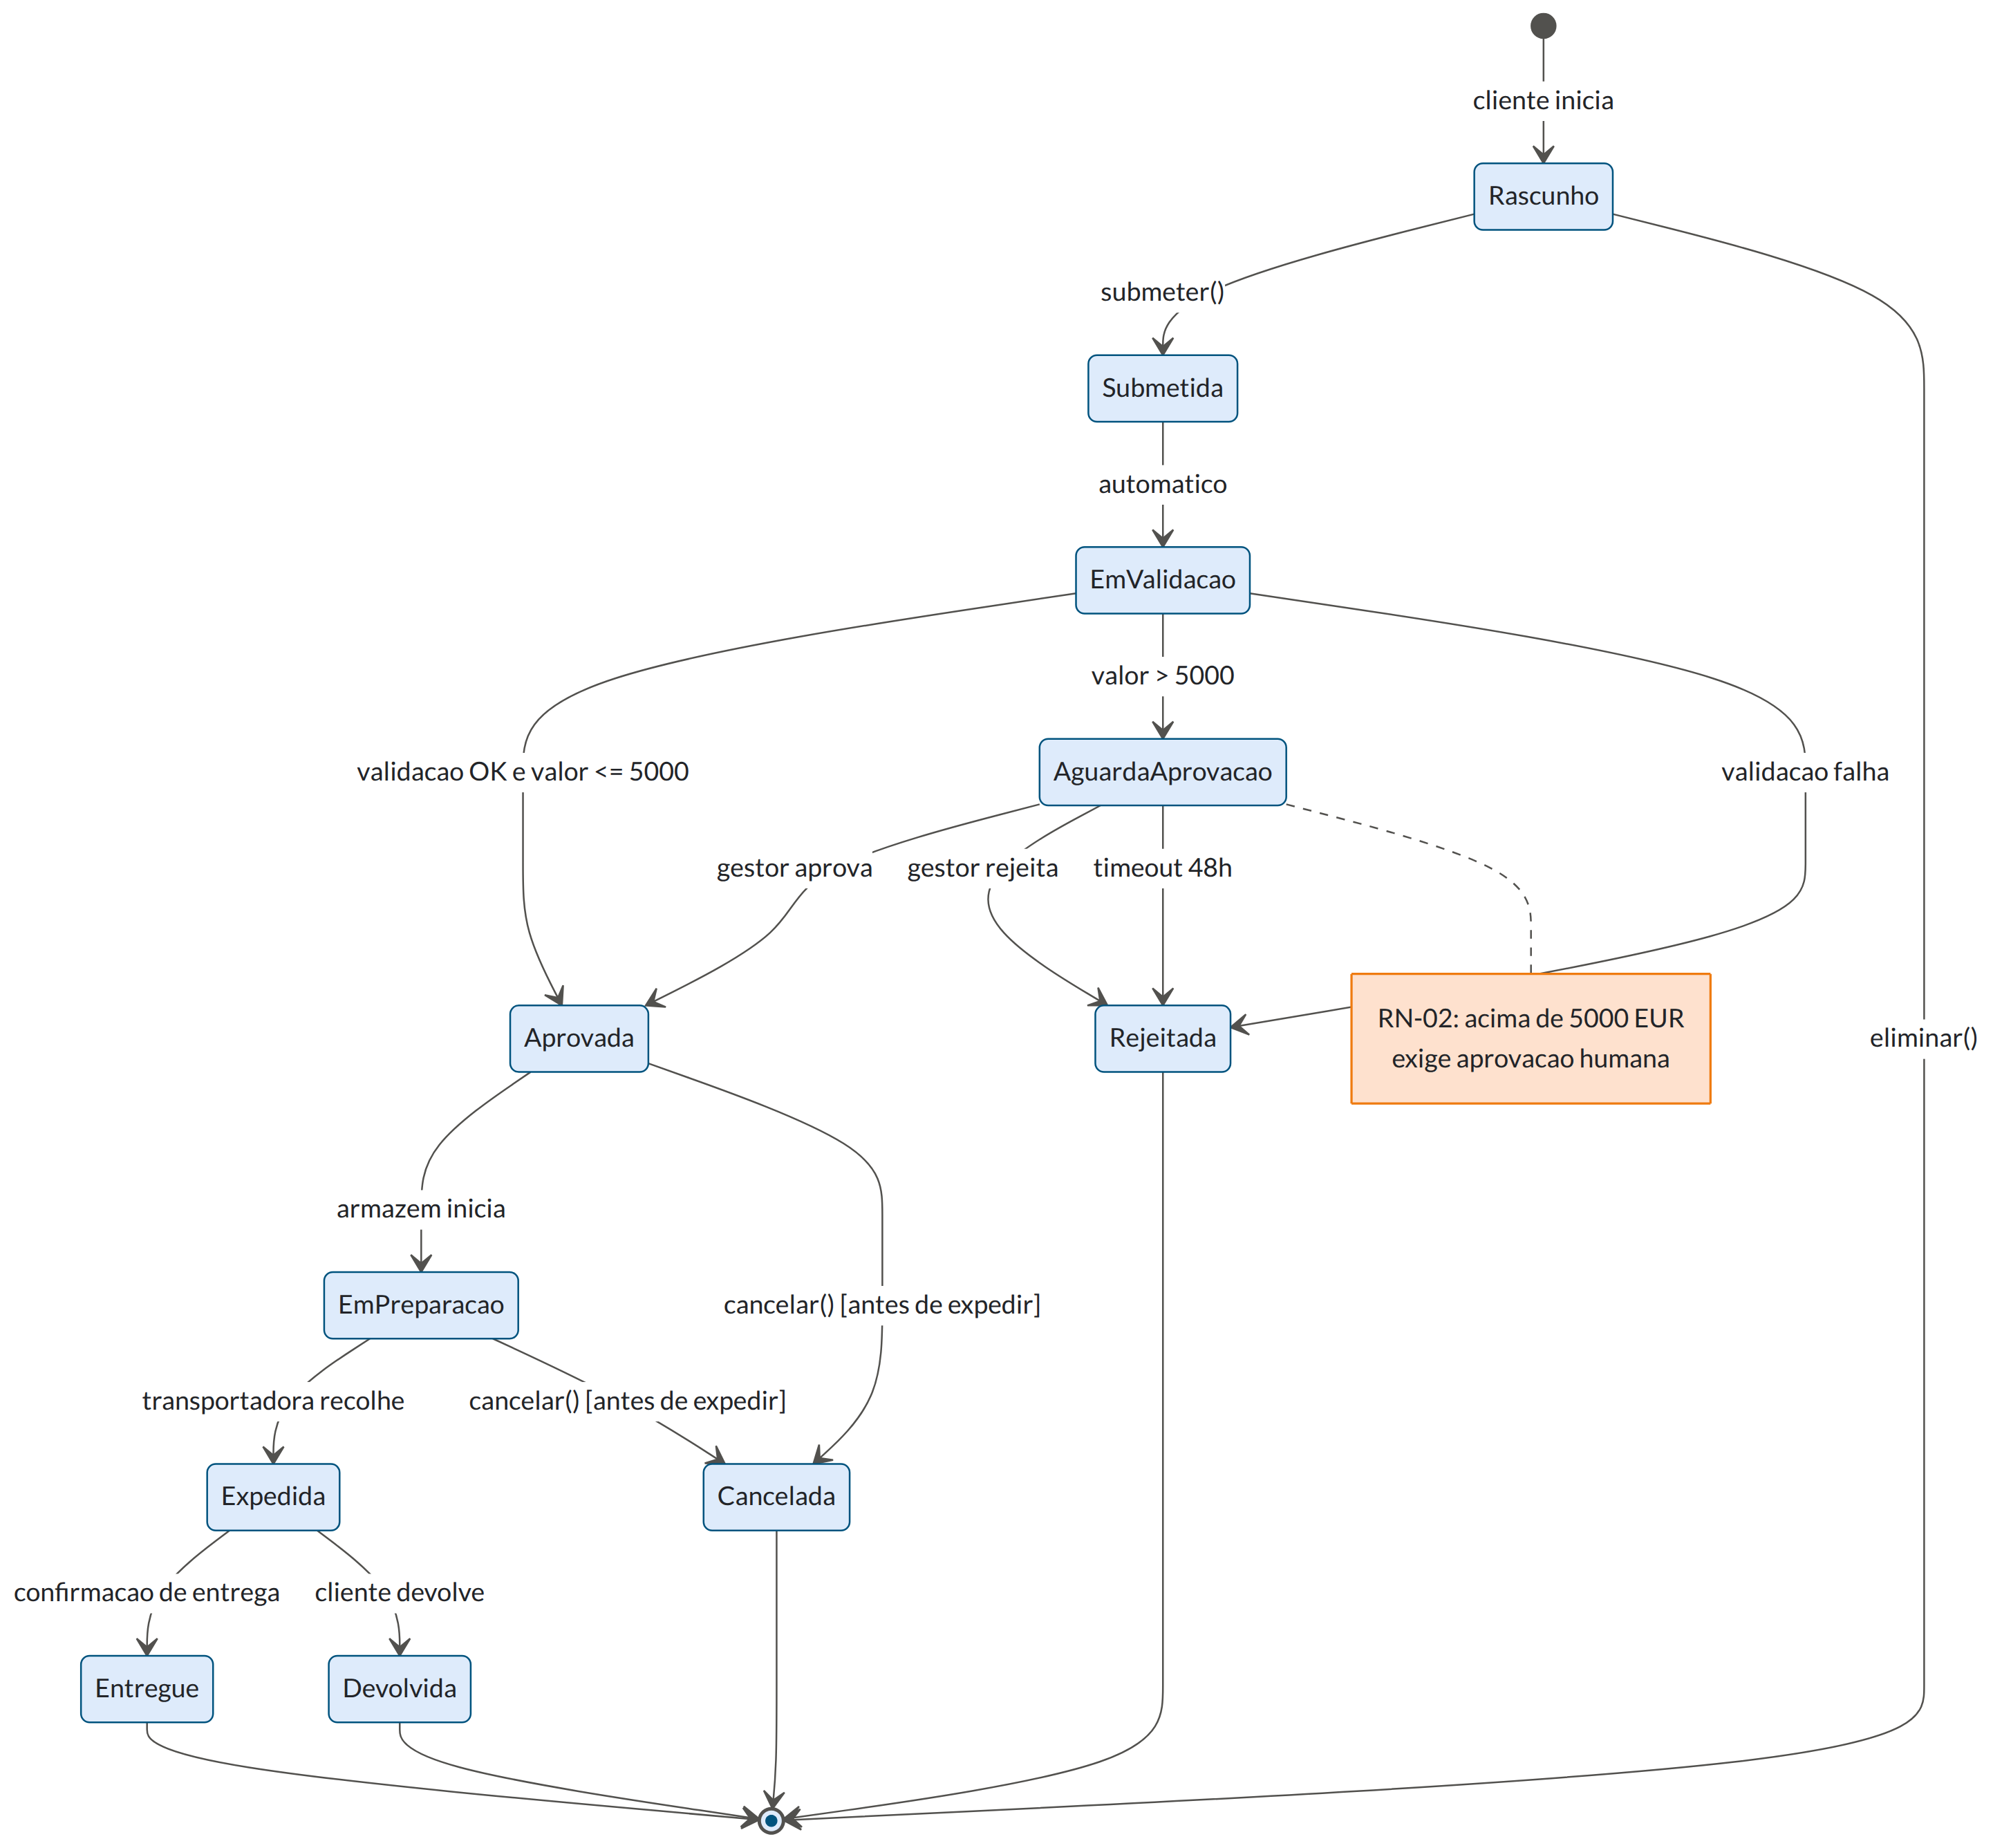 cliente inicia
Rascunho
submeter()
Submetida
automatico
EmValidacao
valor > 5000
validacao OK e valor <= 5000
AguardaAprovacao
validacao falha
gestor aprova
gestor rejeita
timeout 48h
Aprovada
Rejeitada
RN-02: acima de 5000 EUR
exige aprovacao humana
eliminar()
armazem inicia
EmPreparacao
cancelar() [antes de expedir]
transportadora recolhe
cancelar() [antes de expedir]
Expedida
Cancelada
confirmacao de entrega
cliente devolve
Entregue
Devolvida